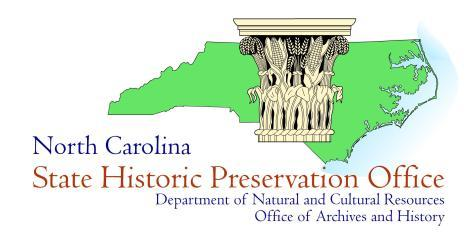 North Carolina
State Historic Preservation Office
Department of Natural and Cultural Resources
Office of Archives and History